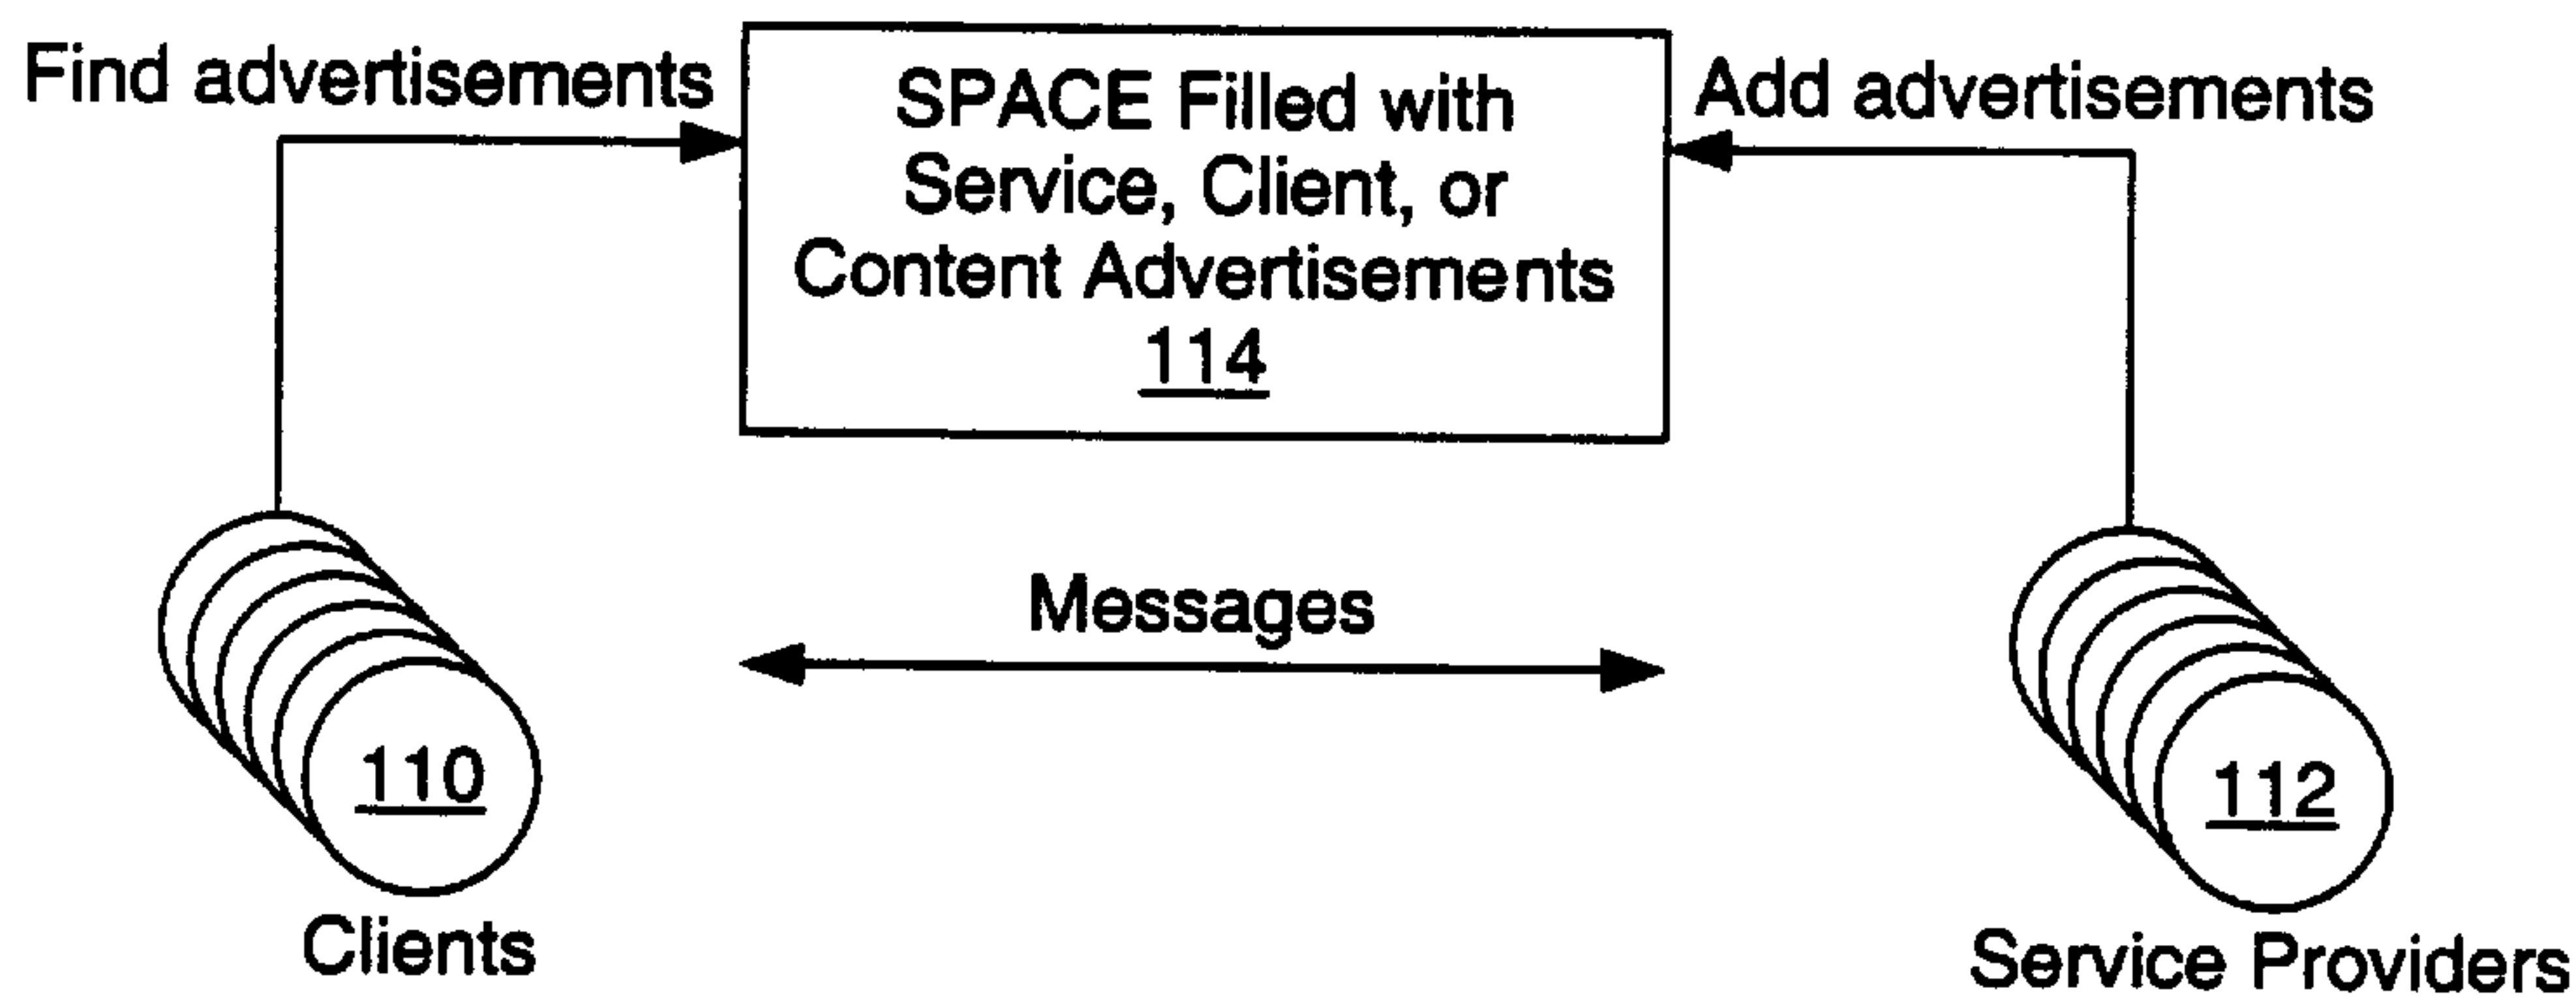 Find advertisements
SPACE Filled with
Service, Client, or
Content Advertisements
114
Add advertisements
Messages
110
Clients
112
Service Providers